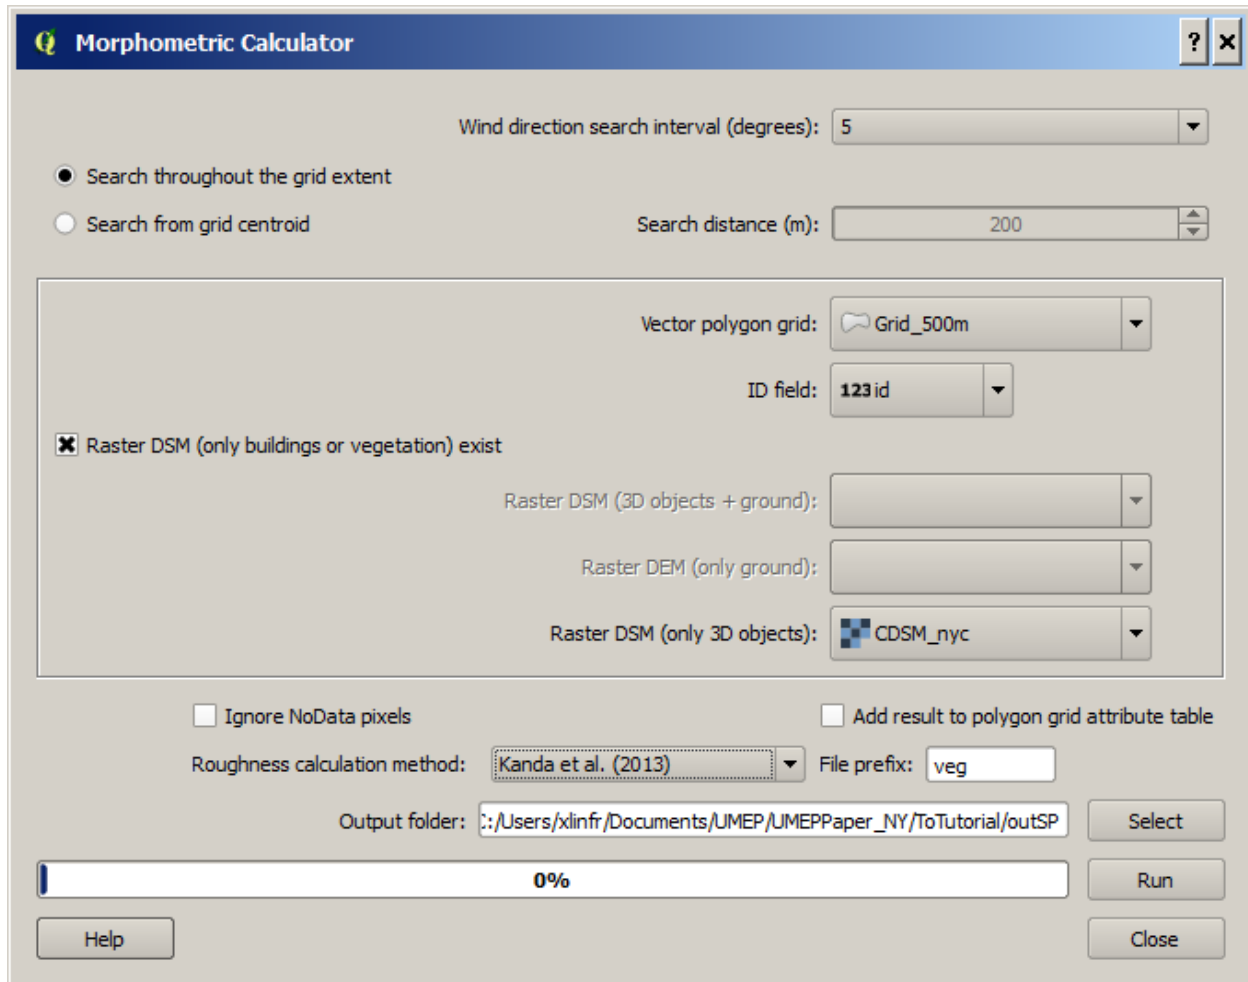 Morphometric Calculator
?
Wind direction search interval (degrees): 5
Search throughout the grid extent
Search from grid centroid Search distance (m): 200
Vector polygon grid: Grid_500m
ID field: 123 id
Raster DSM (only buildings or vegetation) exist
Raster DSM (3D objects + ground):
Raster DEM (only ground):
Raster DSM (only 3D objects): CDSM_nyc
Ignore NoData pixels Add result to polygon grid attribute table
Roughness calculation method: Kanda et al. (2013) File prefix: veg
Output folder: :/Users/xlinfr/Documents/UMEP/UMEPPaper_NY/ToTutorial/outSP Select
0% Run
Help Close